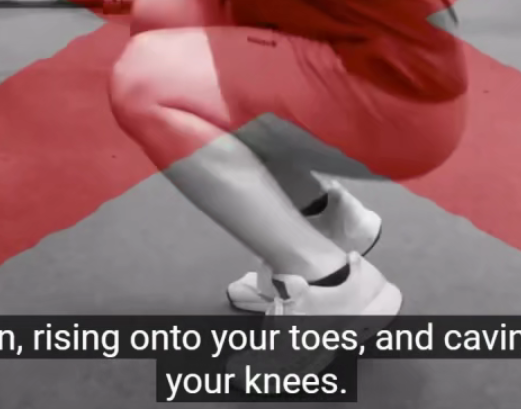 n, rising onto your toes, and cavin
your knees.